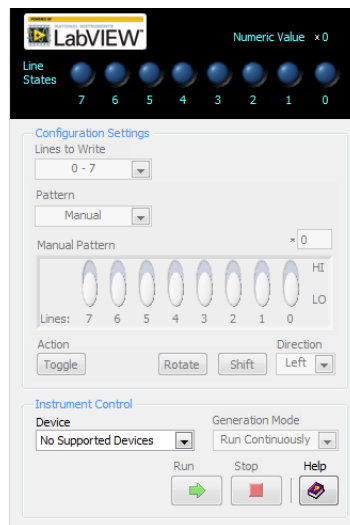 POWERED BY
NATIONAL INSTRUMENTS
LabVIEW™
Numeric Value × 0
Line States
7 6 5 4 3 2 1 0
Configuration Settings
Lines to Write
0 - 7
Pattern
Manual
Manual Pattern
× 0
HI
LO
Lines: 7 6 5 4 3 2 1 0
Action Direction
Toggle Rotate Shift Left
Instrument Control
Device Generation Mode
No Supported Devices Run Continuously
Run Stop Help